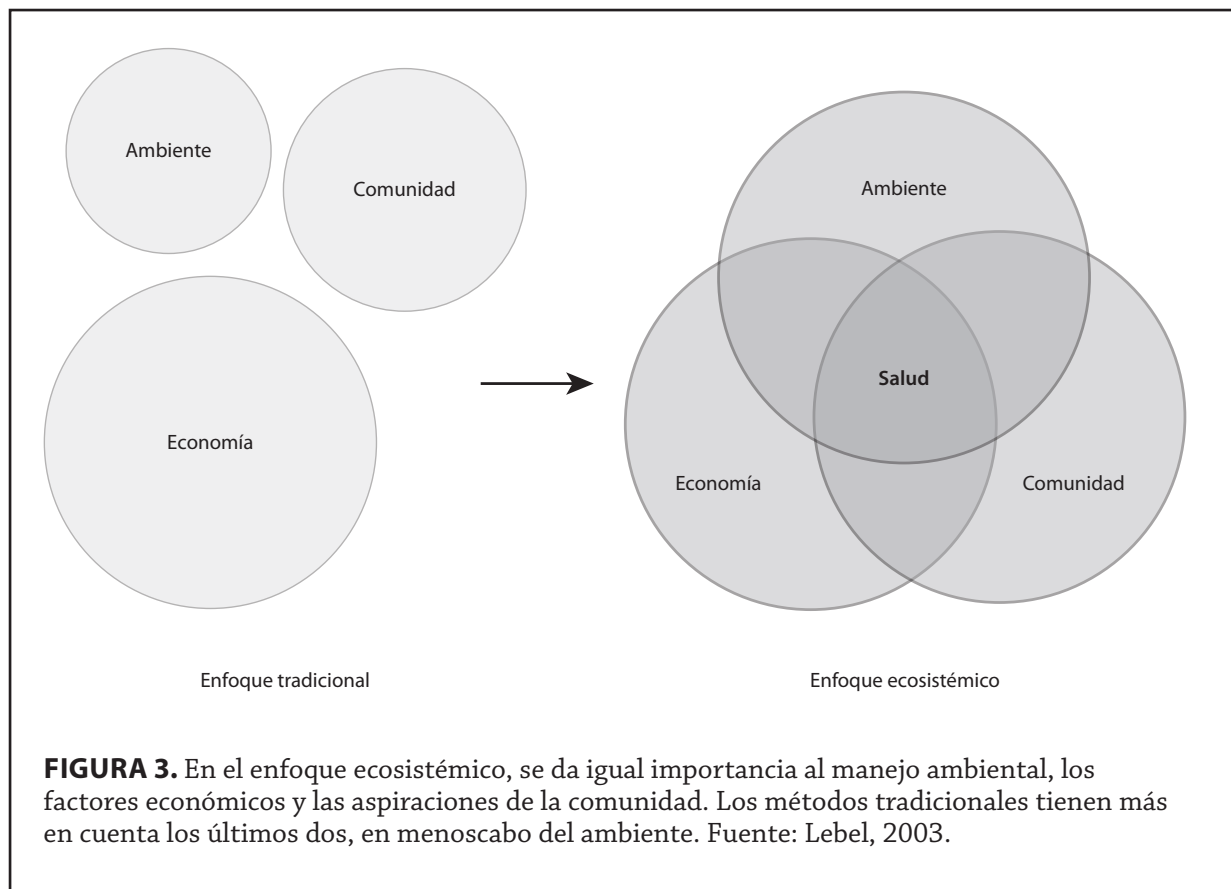 Ambiente
Comunidad
Economía
Enfoque tradicional
Ambiente
Salud
Economía
Comunidad
Enfoque ecosistémico
FIGURA 3. En el enfoque ecosistémico, se da igual importancia al manejo ambiental, los
factores económicos y las aspiraciones de la comunidad. Los métodos tradicionales tienen más
en cuenta los últimos dos, en menoscabo del ambiente. Fuente: Lebel, 2003.